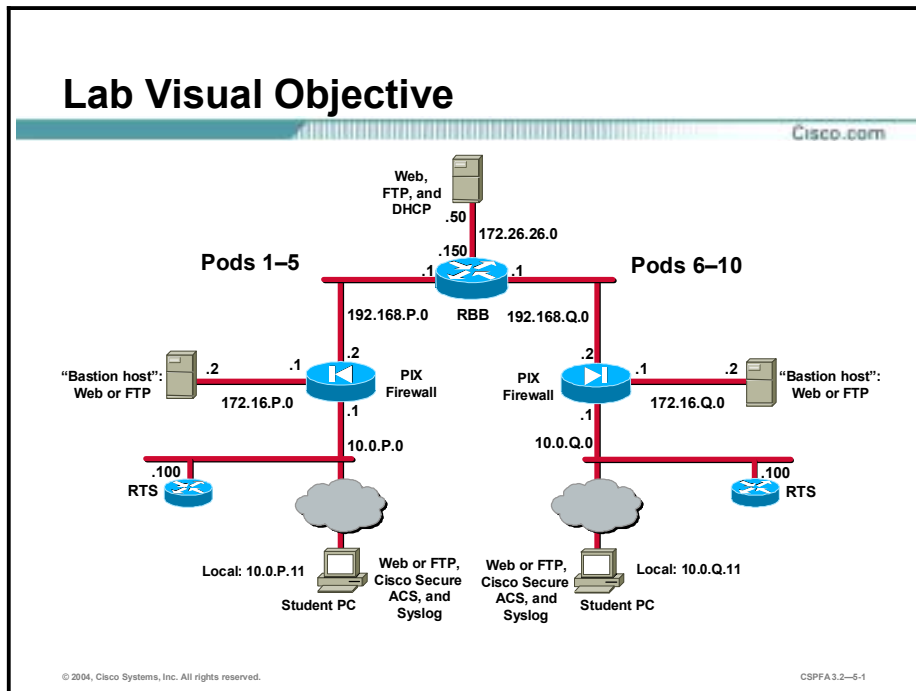 Lab Visual Objective
Cisco.com
Web,
FTP, and
DHCP
.50
172.26.26.0
.150
Pods 1–5
Pods 6–10
.1
.1
RBB
192.168.P.0
192.168.Q.0
.2
.2
"Bastion host":
Web or FTP
.2
.1
172.16.P.0
PIX
Firewall
PIX
Firewall
.1
.2
172.16.Q.0
"Bastion host":
Web or FTP
.1
.1
10.0.P.0
10.0.Q.0
.100
RTS
.100
RTS
Local: 10.0.P.11
Student PC
Web or FTP,
Cisco Secure
ACS, and
Syslog
Web or FTP,
Cisco Secure
ACS, and
Syslog
Local: 10.0.Q.11
Student PC
© 2004, Cisco Systems, Inc. All rights reserved.
CSPFA 3.2—5-1